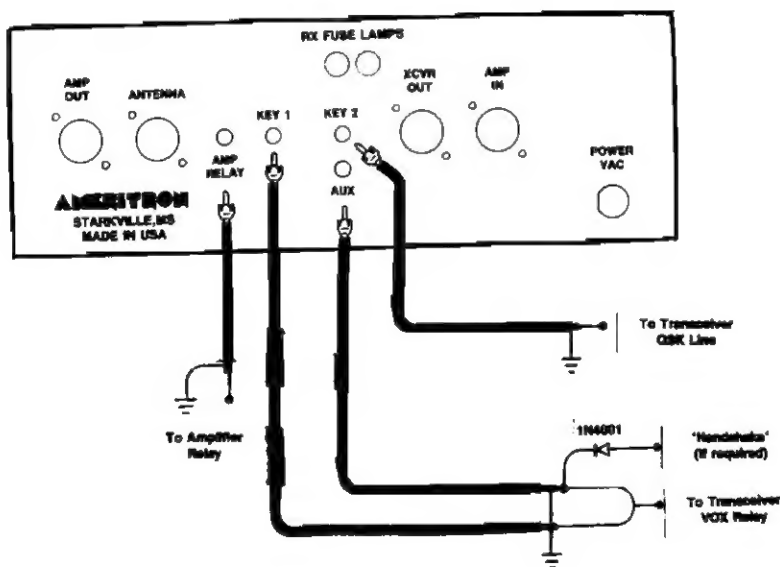 RX FUSE LAMPS
AMP
OUT
ANTENNA
KEY 1
KEY 2
XCVR
OUT
AMP
IN
AMP
RELAY
AUX
POWER
VAC
AMERITRON
STARKVILLE, MS
MADE IN USA
To Transceiver
QSK Line
To Amplifier
Relay
1N4001
'Handshake'
(if required)
To Transceiver
VOX Relay